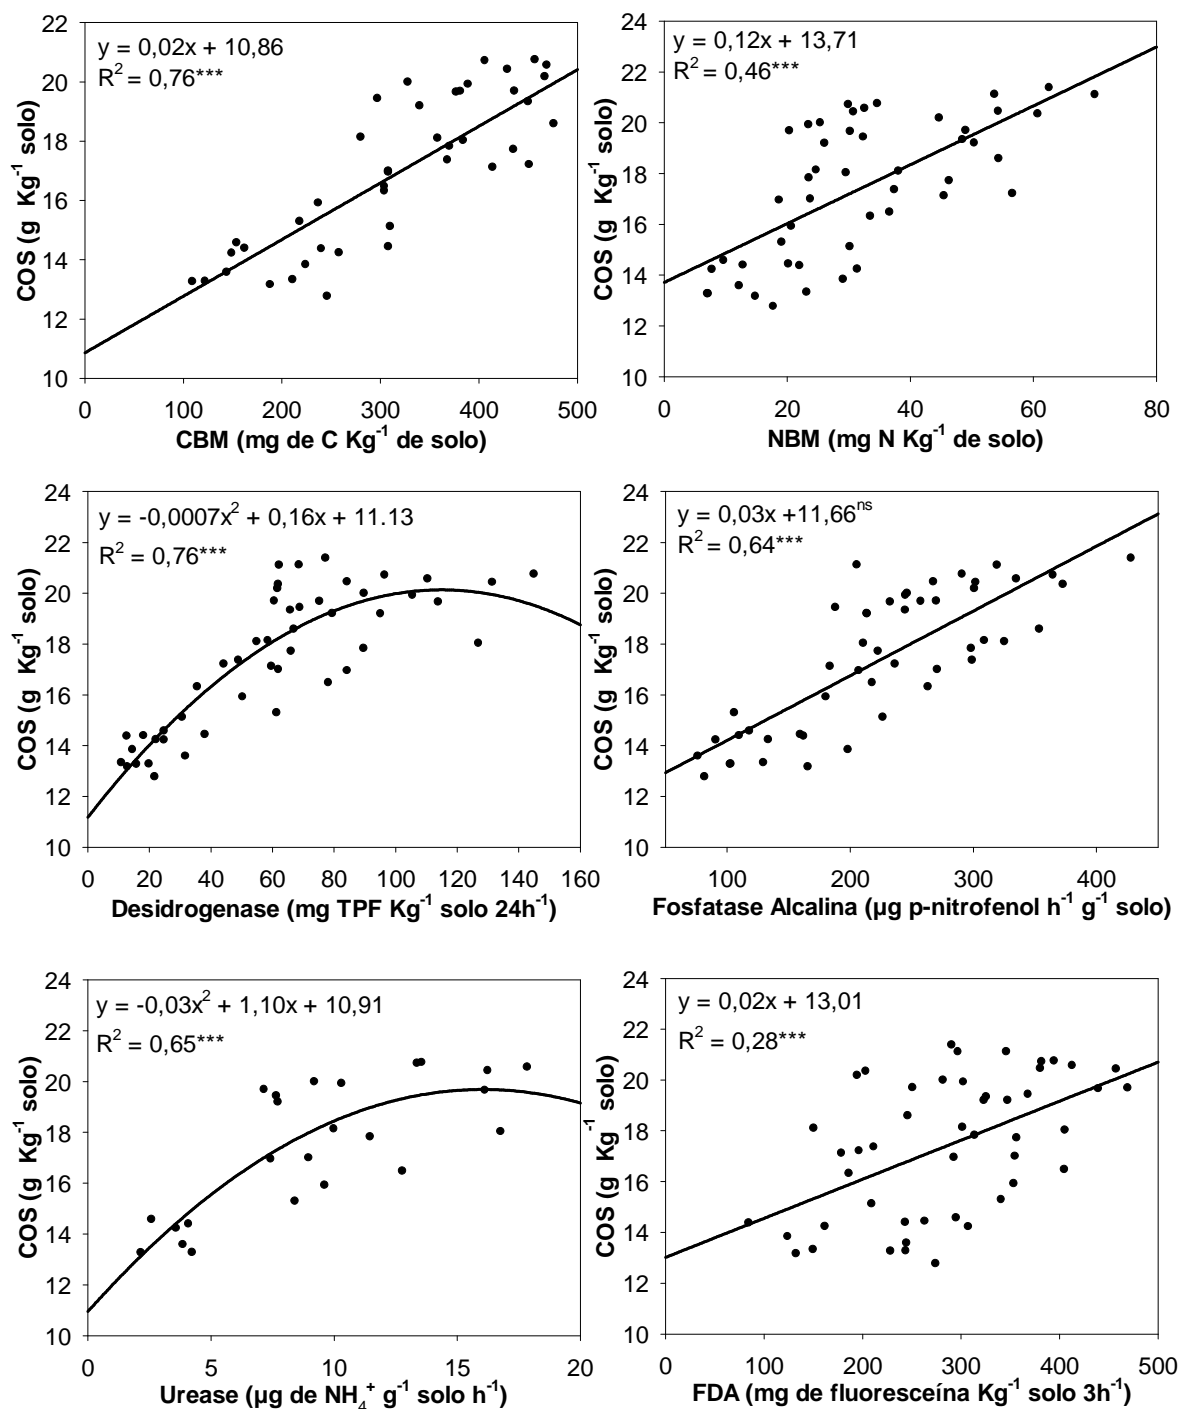 y = 0,02x + 10,86
R² = 0,76***
COS (g Kg⁻¹ solo)
22
20
18
16
14
12
10
0 100 200 300 400 500
CBM (mg de C Kg⁻¹ de solo)
y = 0,12x + 13,71
R² = 0,46***
COS (g Kg⁻¹ solo)
24
22
20
18
16
14
12
10
0 20 40 60 80
NBM (mg N Kg⁻¹ de solo)
y = -0,0007x² + 0,16x + 11.13
R² = 0,76***
COS (g Kg⁻¹ solo)
24
22
20
18
16
14
12
10
0 20 40 60 80 100 120 140 160
Desidrogenase (mg TPF Kg⁻¹ solo 24h⁻¹)
y = 0,03x +11,66ⁿˢ
R² = 0,64***
COS (g Kg⁻¹ solo)
24
22
20
18
16
14
12
10
100 200 300 400
Fosfatase Alcalina (µg p-nitrofenol h⁻¹ g⁻¹ solo)
y = -0,03x² + 1,10x + 10,91
R² = 0,65***
COS (g Kg⁻¹ solo)
24
22
20
18
16
14
12
10
0 5 10 15 20
Urease (µg de NH₄⁺ g⁻¹ solo h⁻¹)
y = 0,02x + 13,01
R² = 0,28***
COS (g Kg⁻¹ solo)
24
22
20
18
16
14
12
10
0 100 200 300 400 500
FDA (mg de fluoresceína Kg⁻¹ solo 3h⁻¹)